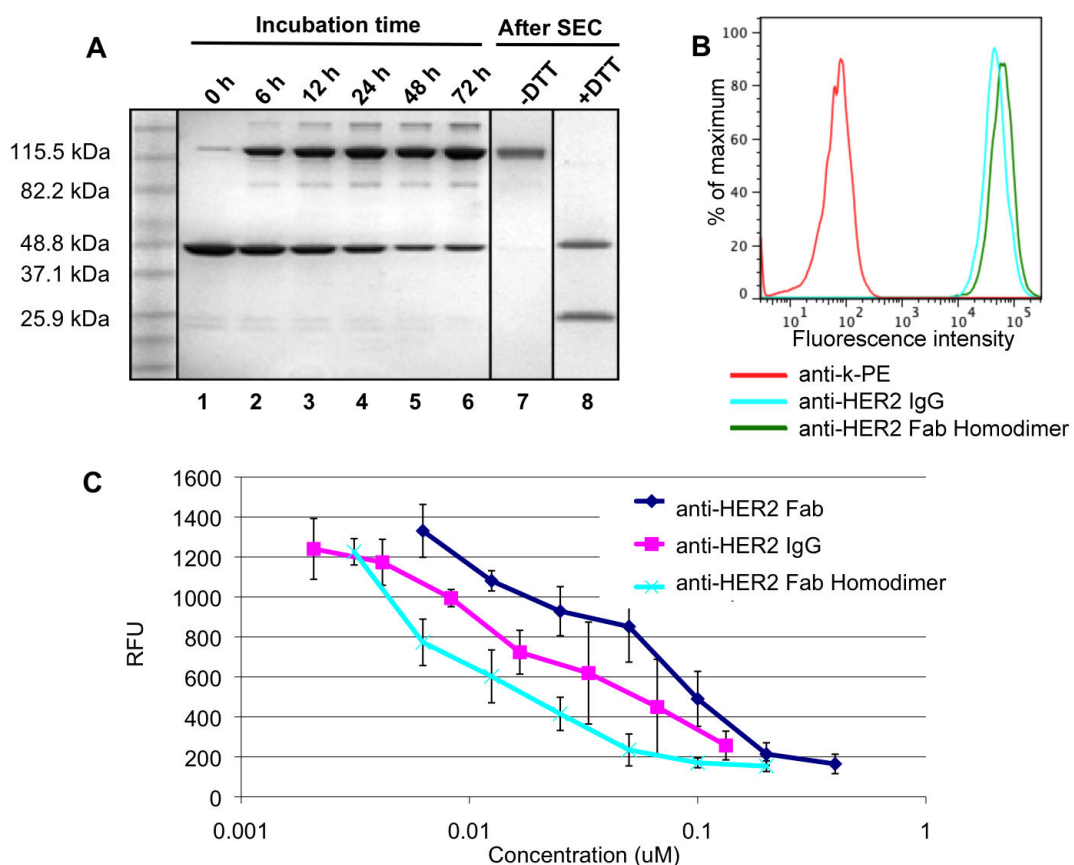 A
Incubation time
After SEC
0 h 6 h 12 h 24 h 48 h 72 h -DTT +DTT
115.5 kDa
82.2 kDa
48.8 kDa
37.1 kDa
25.9 kDa
1 2 3 4 5 6 7 8
B
% of maximum
100
80
60
40
20
0
10^1 10^2 10^3 10^4 10^5
Fluorescence intensity
anti-k-PE
anti-HER2 IgG
anti-HER2 Fab Homodimer
C
RFU
1600
1400
1200
1000
800
600
400
200
0
0.001 0.01 0.1 1
Concentration (uM)
anti-HER2 Fab
anti-HER2 IgG
anti-HER2 Fab Homodimer